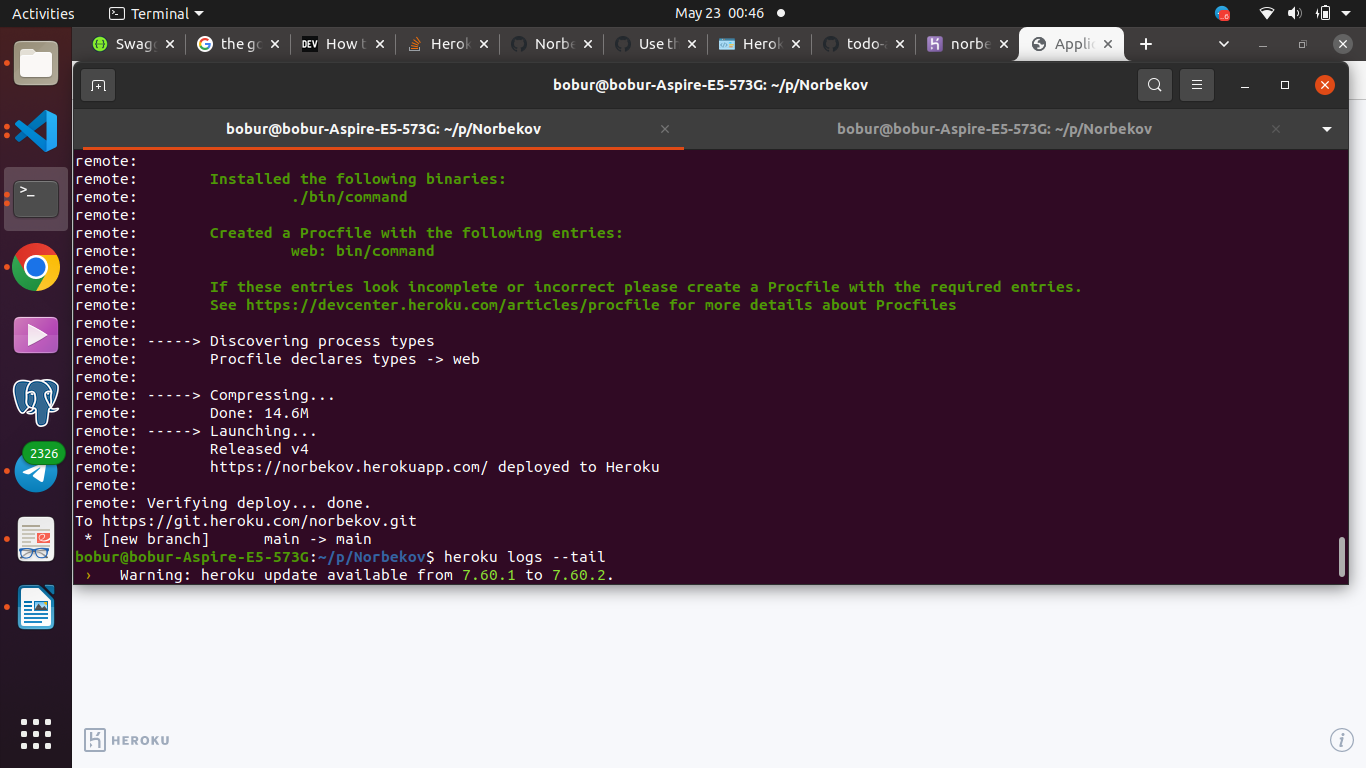 Activities
Terminal
May 23 00:46
6
Swagg
the go
DEV
How t
Herok
Norbe
Use th
Herok
todo-a
norbe
Applic
bobur@bobur-Aspire-E5-573G: ~/p/Norbekov
bobur@bobur-Aspire-E5-573G: ~/p/Norbekov
bobur@bobur-Aspire-E5-573G: ~/p/Norbekov
remote:
remote:        Installed the following binaries:
remote:                 ./bin/command
remote:
remote:        Created a Procfile with the following entries:
remote:                 web: bin/command
remote:
remote:        If these entries look incomplete or incorrect please create a Procfile with the required entries.
remote:        See https://devcenter.heroku.com/articles/procfile for more details about Procfiles
remote:
remote: -----> Discovering process types
remote:        Procfile declares types -> web
remote:
remote: -----> Compressing...
remote:        Done: 14.6M
remote: -----> Launching...
remote:        Released v4
remote:        https://norbekov.herokuapp.com/ deployed to Heroku
remote:
remote: Verifying deploy... done.
To https://git.heroku.com/norbekov.git
 * [new branch]      main -> main
bobur@bobur-Aspire-E5-573G:~/p/Norbekov$ heroku logs --tail
 ›   Warning: heroku update available from 7.60.1 to 7.60.2.
2326
HEROKU